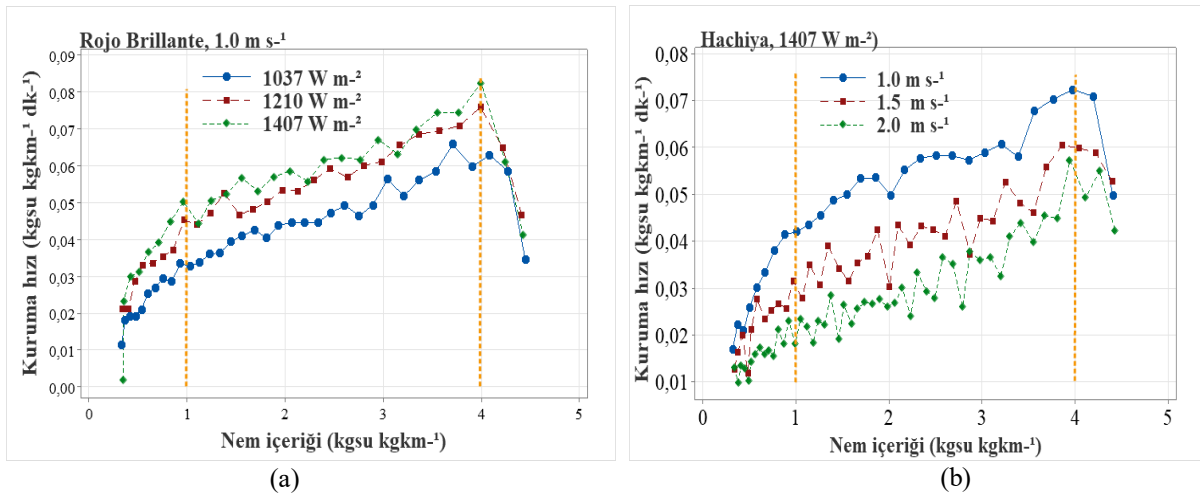 Rojo Brillante, 1.0 m s-¹
1037 W m-²
1210 W m-²
1407 W m-²
Kuruma hızı (kgsu kgkm-¹ dk-¹)
0,09
0,08
0,07
0,06
0,05
0,04
0,03
0,02
0,01
0,00
0 1 2 3 4 5
Nem içeriği (kgsu kgkm-¹)
(a)
Hachiya, 1407 W m-²)
1.0 m s-¹
1.5 m s-¹
2.0 m s-¹
Kuruma hızı (kgsu kgkm-¹ dk-¹)
0,08
0,07
0,06
0,05
0,04
0,03
0,02
0,01
0 1 2 3 4 5
Nem içeriği (kgsu kgkm-¹)
(b)